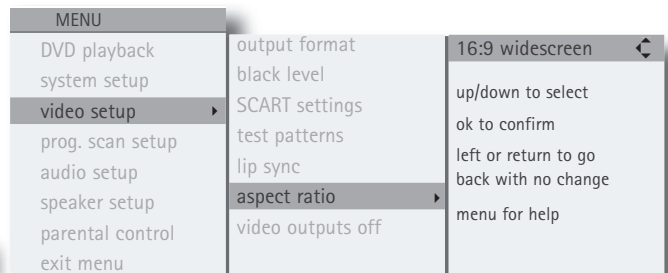 MENU
DVD playback
system setup
video setup
prog. scan setup
audio setup
speaker setup
parental control
exit menu
output format
black level
SCART settings
test patterns
lip sync
aspect ratio
video outputs off
16:9 widescreen
up/down to select
ok to confirm
left or return to go
back with no change
menu for help